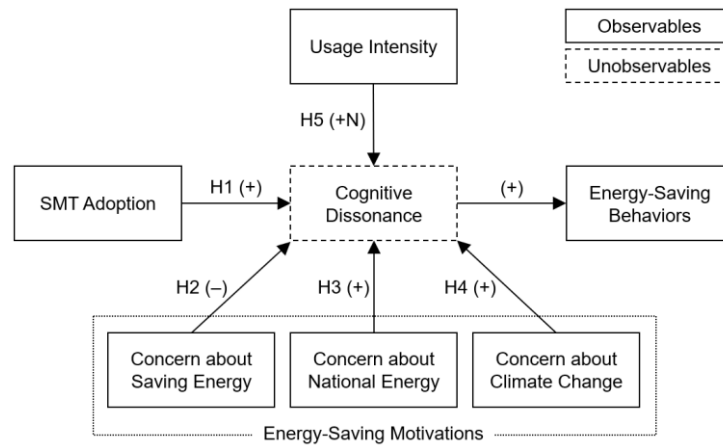 Usage Intensity
Observables
Unobservables
H5 (+N)
SMT Adoption
H1 (+)
Cognitive
Dissonance
(+)
Energy-Saving
Behaviors
H2 (–)
H3 (+)
H4 (+)
Concern about
Saving Energy
Concern about
National Energy
Concern about
Climate Change
Energy-Saving Motivations